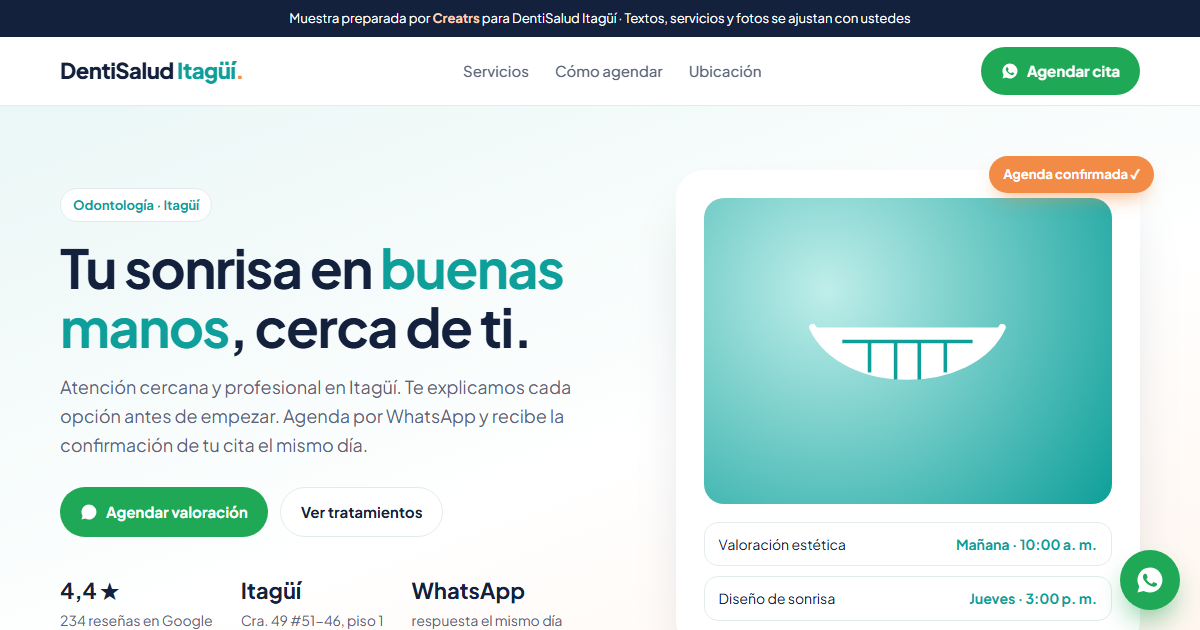 Muestra preparada por Creatrs para DentiSalud Itagüí · Textos, servicios y fotos se ajustan con ustedes
DentiSalud Itagüí.
Servicios
Cómo agendar
Ubicación
Agendar cita
Agenda confirmada ✓
Odontología · Itagüí
Tu sonrisa en buenas
manos, cerca de ti.
Atención cercana y profesional en Itagüí. Te explicamos cada
opción antes de empezar. Agenda por WhatsApp y recibe la
confirmación de tu cita el mismo día.
Agendar valoración
Ver tratamientos
4,4 ★
234 reseñas en Google
Itagüí
Cra. 49 #51–46, piso 1
WhatsApp
respuesta el mismo día
Valoración estética
Mañana · 10:00 a. m.
Diseño de sonrisa
Jueves · 3:00 p. m.